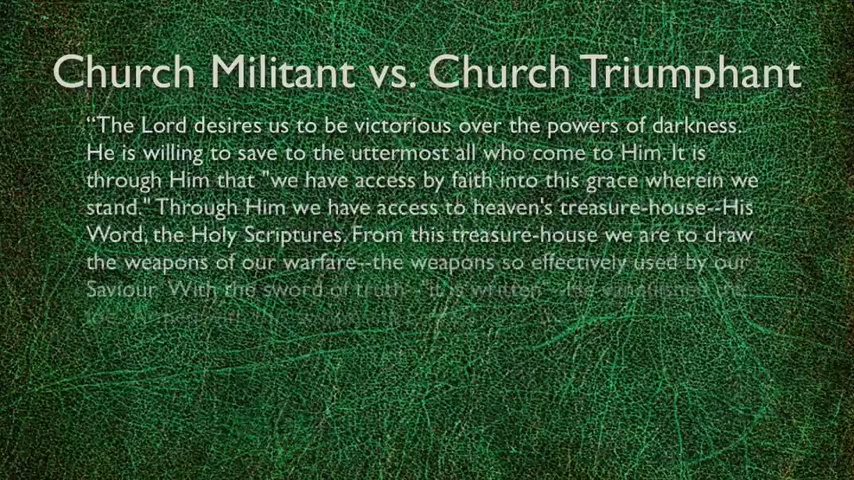 Church Militant vs. Church Triumphant
“The Lord desires us to be victorious over the powers of darkness.
He is willing to save to the uttermost all who come to Him. It is
through Him that "we have access by faith into this grace wherein we
stand." Through Him we have access to heaven's treasure-house--His
Word, the Holy Scriptures. From this treasure-house we are to draw
the weapons of our warfare--the weapons so effectively used by our
Saviour. With the sword of truth--"It is written"--He vanquished the